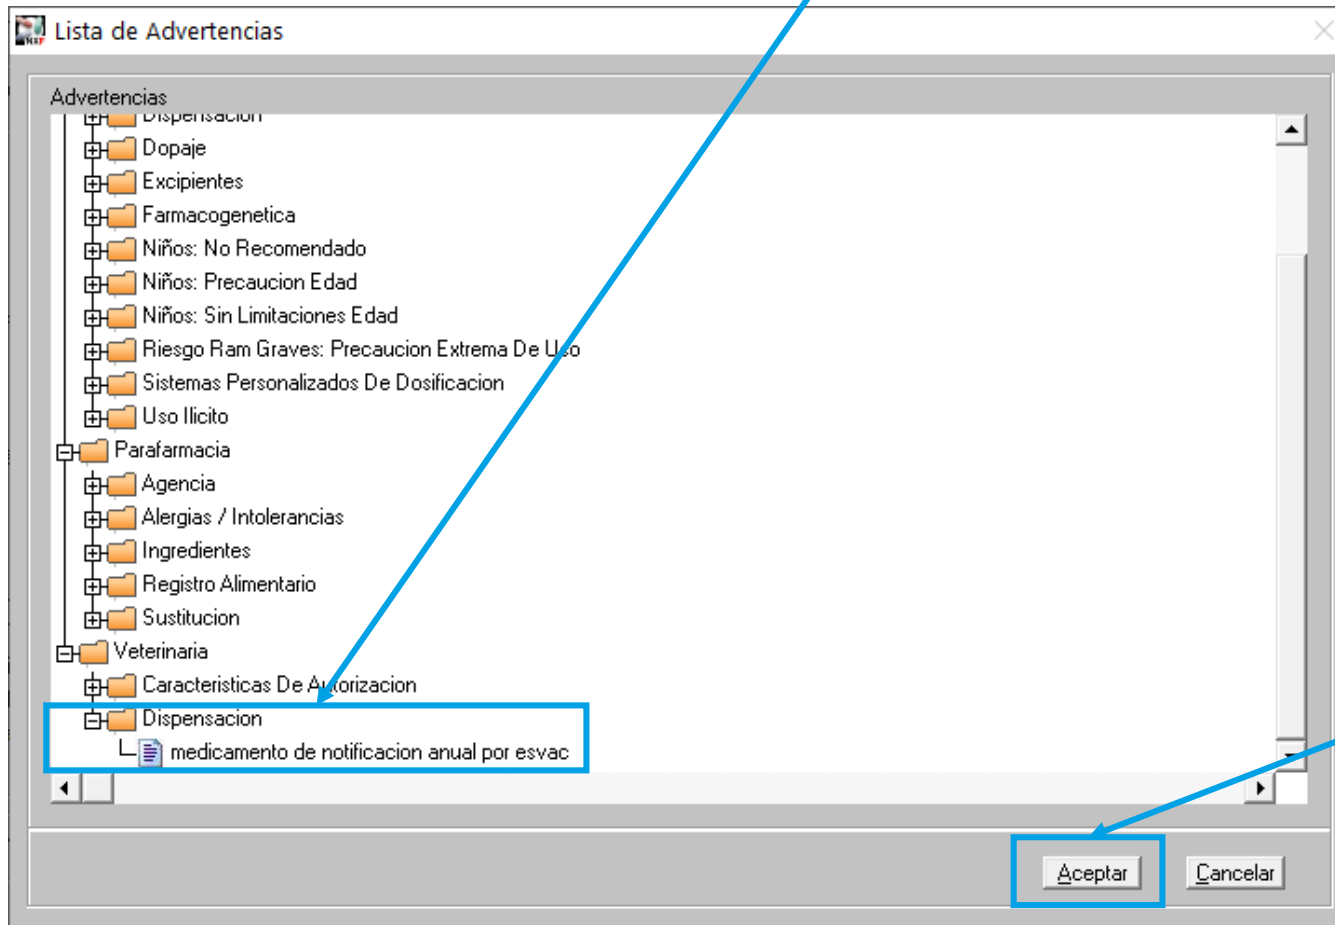 Lista de Advertencias
Advertencias
Dispensacion
Dopaje
Excipientes
Farmacogenetica
Niños: No Recomendado
Niños: Precaucion Edad
Niños: Sin Limitaciones Edad
Riesgo Ram Graves: Precaucion Extrema De Uso
Sistemas Personalizados De Dosificacion
Uso Ilicito
Parafarmacia
Agencia
Alergias / Intolerancias
Ingredientes
Registro Alimentario
Sustitucion
Veterinaria
Caracteristicas De Autorizacion
Dispensacion
medicamento de notificacion anual por esvac
Aceptar
Cancelar